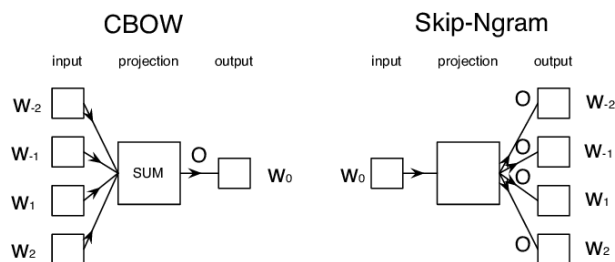 CBOW
input projection output
w-2
w-1
w1
w2
SUM
O
w0
Skip-Ngram
input projection output
w0
O
w-2
O
w-1
O
w1
O
w2